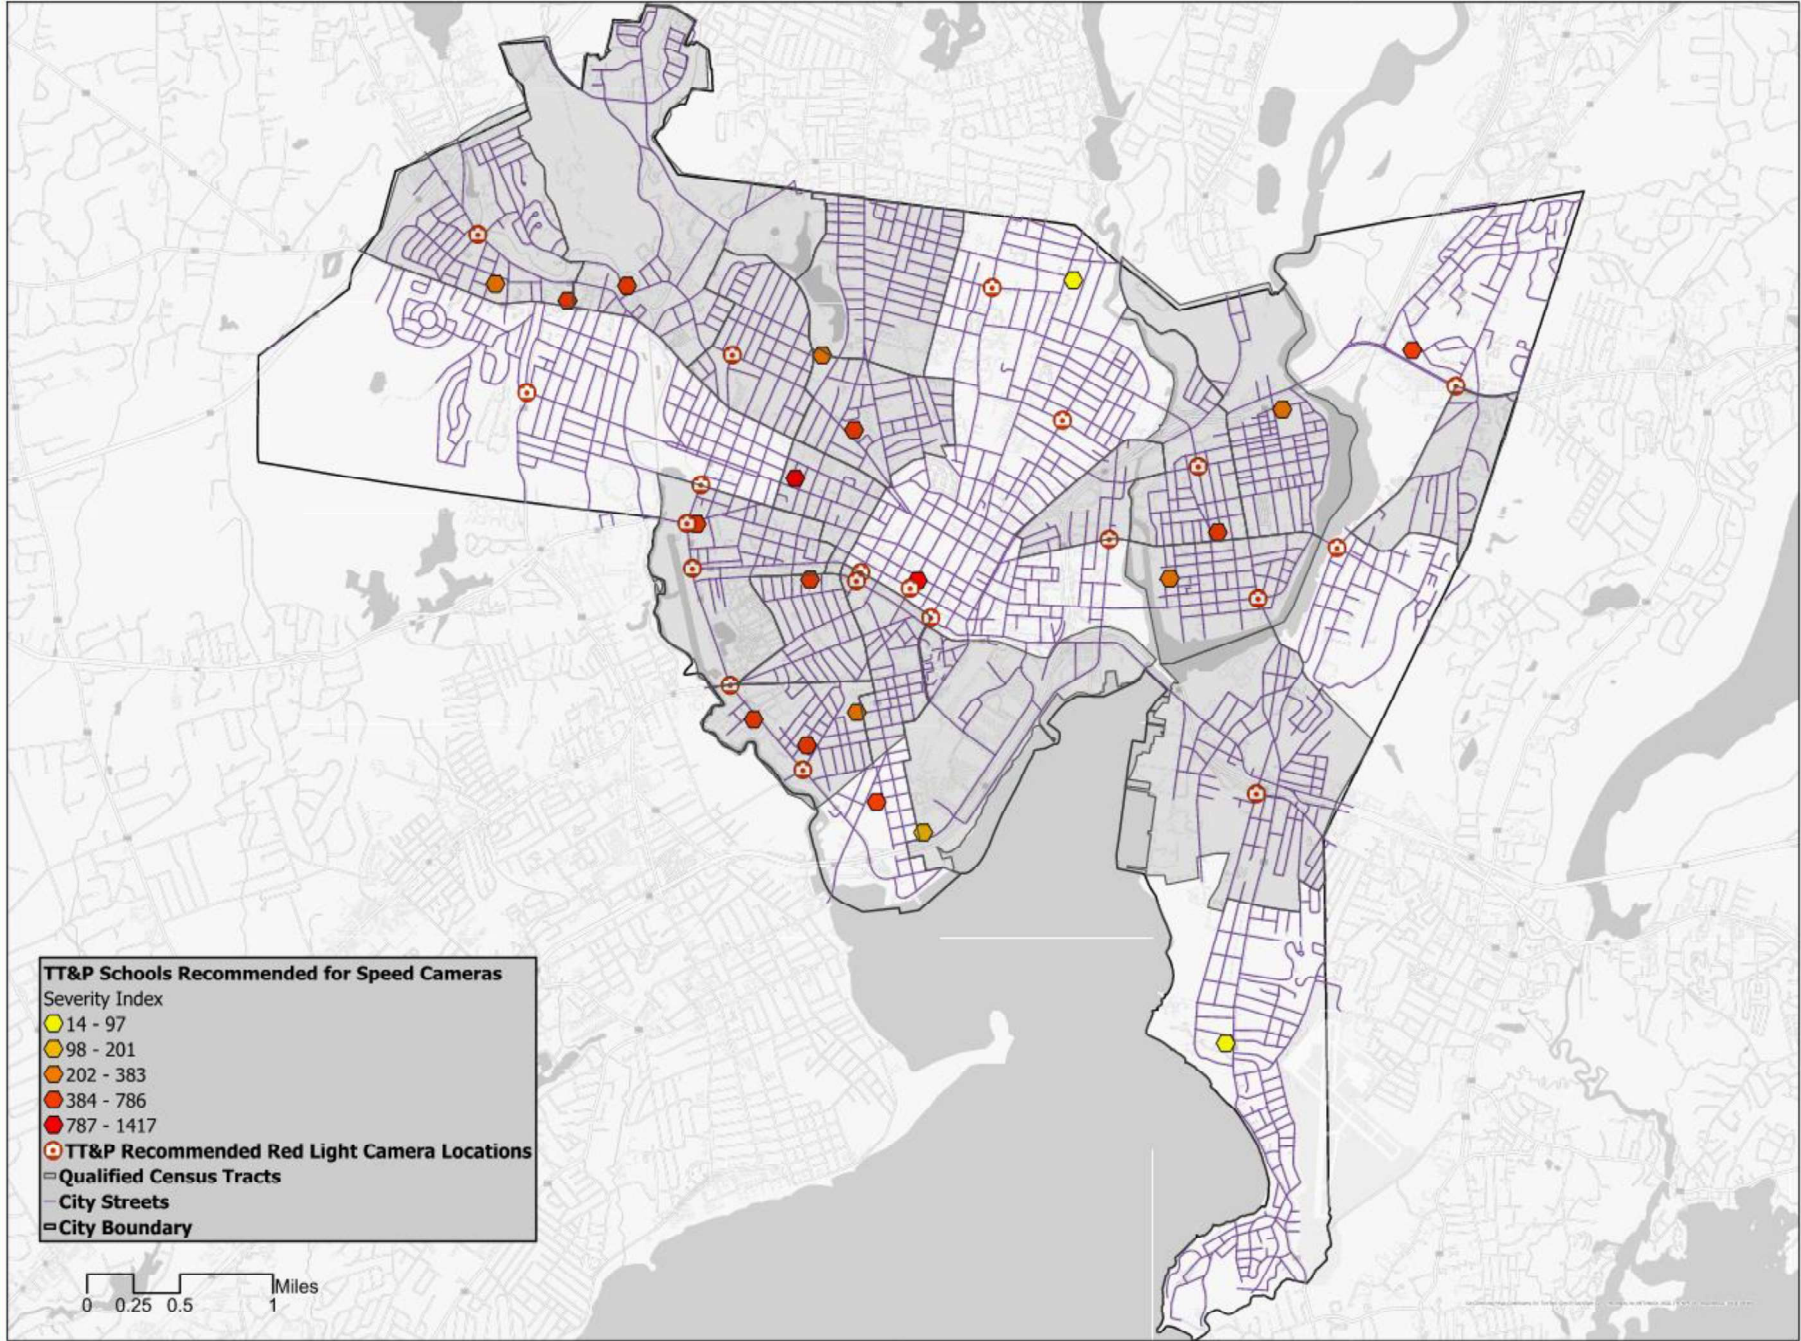 TT&P Schools Recommended for Speed Cameras
Severity Index
14 - 97
98 - 201
202 - 383
384 - 786
787 - 1417
TT&P Recommended Red Light Camera Locations
Qualified Census Tracts
City Streets
City Boundary
Miles
0 0.25 0.5 1